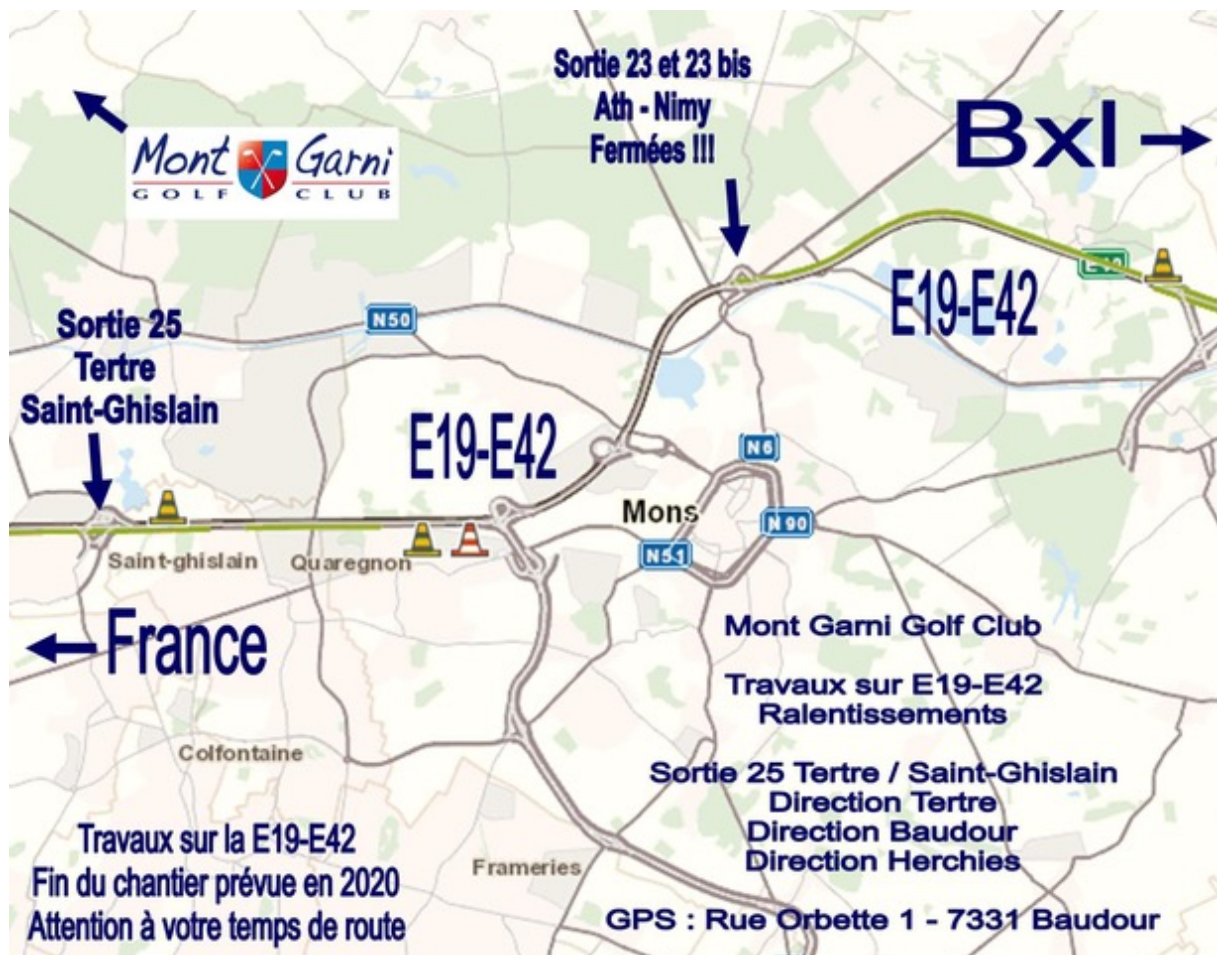 Sortie 23 et 23 bis
Ath - Nimy
Fermées !!!
Bxl
Mont Garni
GOLF CLUB
E19-E42
N50
Sortie 25
Tertre
Saint-Ghislain
E19-E42
N6
Mons
N90
N51
Saint-ghislain
Quaregnon
France
Mont Garni Golf Club
Travaux sur E19-E42
Ralentissements
Colfontaine
Sortie 25 Tertre / Saint-Ghislain
Direction Tertre
Direction Baudour
Direction Herchies
Travaux sur la E19-E42
Fin du chantier prévue en 2020
Attention à votre temps de route
Frameries
GPS : Rue Orbette 1 - 7331 Baudour